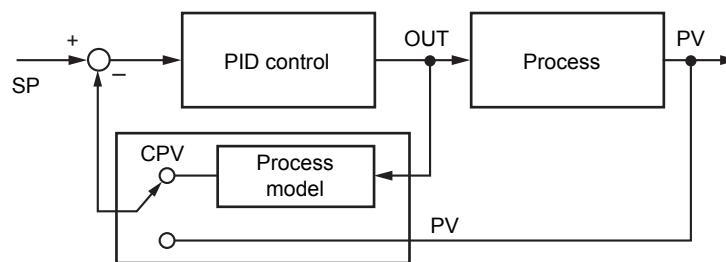 +
SP
−
PID control
OUT
Process
PV
CPV
Process
model
PV